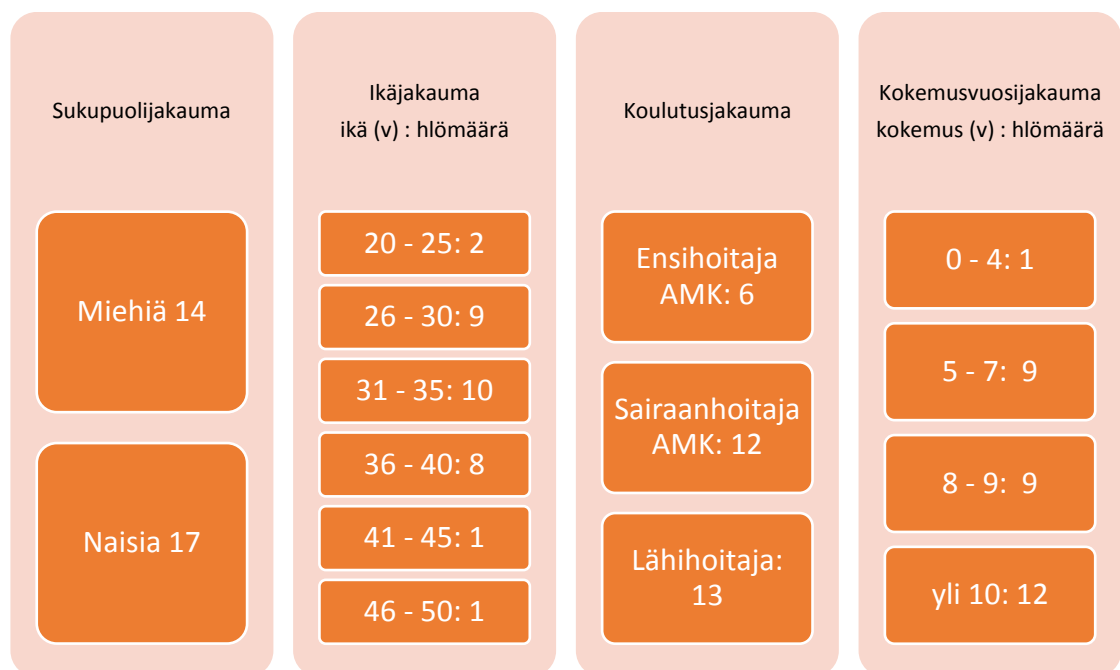 Sukupuolijakauma
Miehiä 14
Naisia 17
Ikäjakauma
ikä (v) : hlömäärä
20 - 25: 2
26 - 30: 9
31 - 35: 10
36 - 40: 8
41 - 45: 1
46 - 50: 1
Koulutusjakauma
Ensihoitaja
AMK: 6
Sairaanhoitaja
AMK: 12
Lähihoitaja:
13
Kokemusvuosijakauma
kokemus (v) : hlömäärä
0 - 4: 1
5 - 7:  9
8 - 9:  9
yli 10: 12